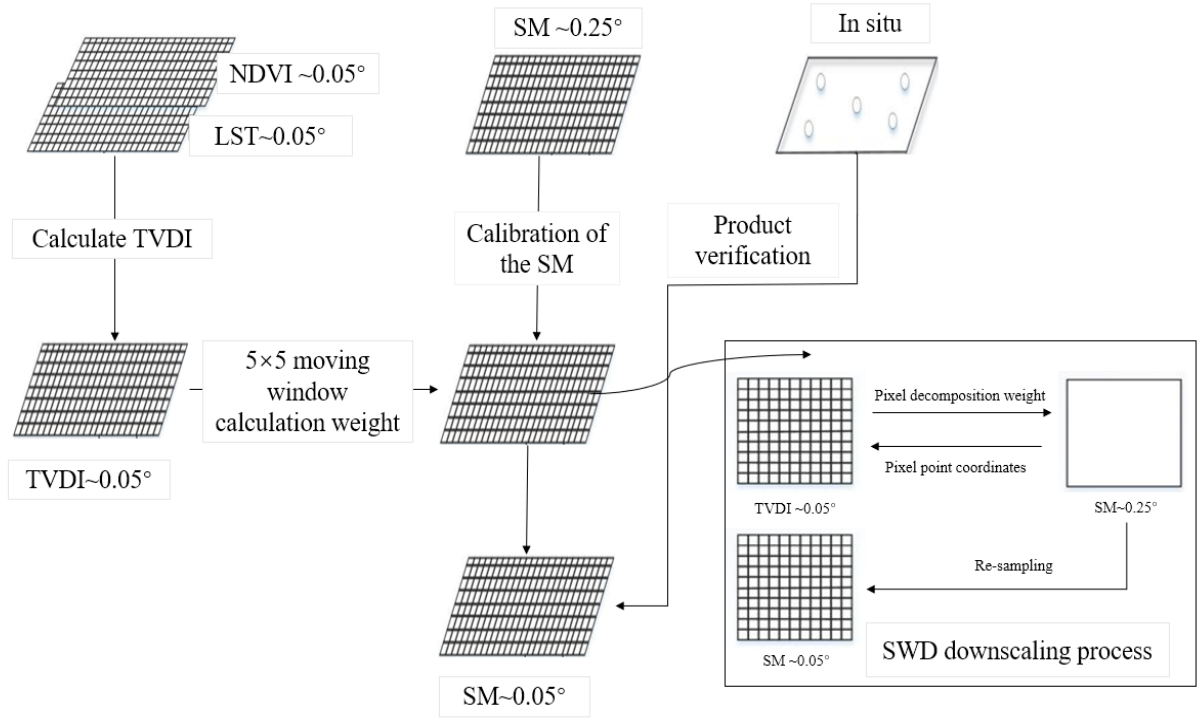 SM ~0.25°
In situ
NDVI ~0.05°
LST~0.05°
Calculate TVDI
Calibration of
the SM
Product
verification
5×5 moving
window
calculation weight
TVDI~0.05°
SM~0.05°
Pixel decomposition weight
Pixel point coordinates
TVDI ~0.05°
SM~0.25°
Re-sampling
SM ~0.05°
SWD downscaling process